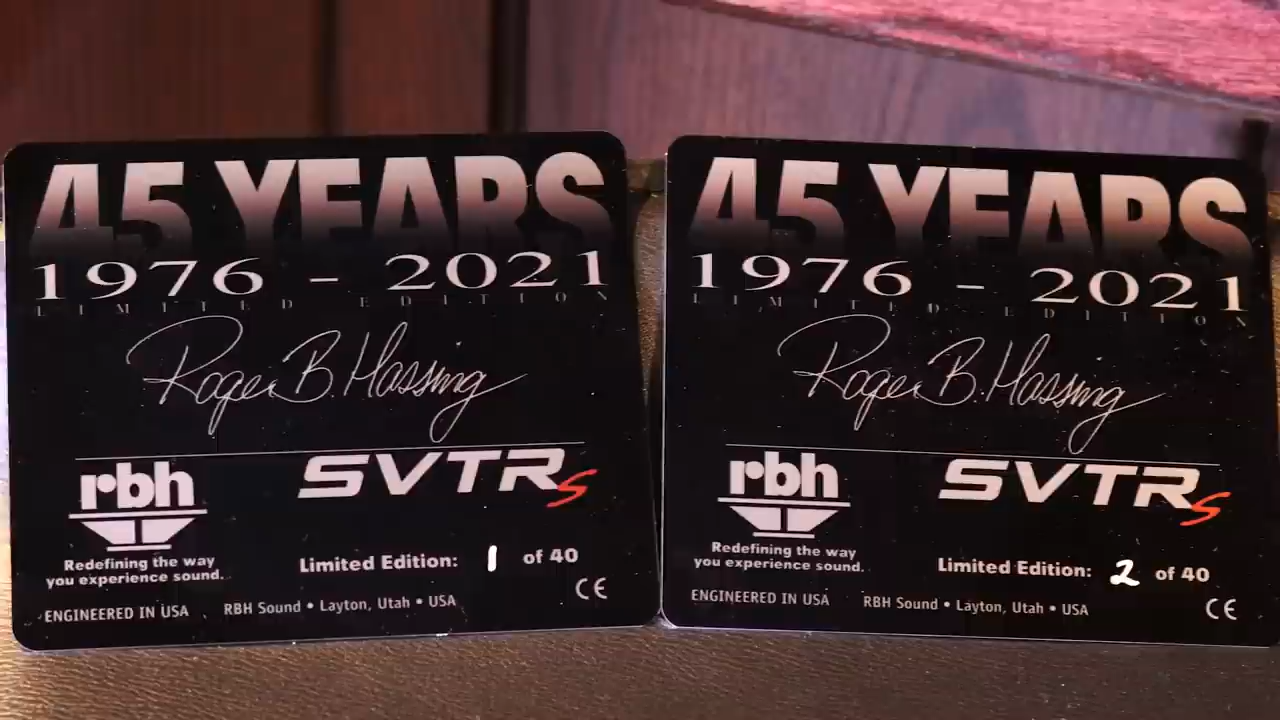 45 YEARS
1976 - 2021
LIMITED EDITION
Roger B. Hassing
rbh
SVTRS
Redefining the way
you experience sound.
Limited Edition: 1 of 40
CE
ENGINEERED IN USA RBH Sound • Layton, Utah • USA
45 YEARS
1976 - 2021
LIMITED EDITION
Roger B. Hassing
rbh
SVTRS
Redefining the way
you experience sound.
Limited Edition: 2 of 40
CE
ENGINEERED IN USA RBH Sound • Layton, Utah • USA